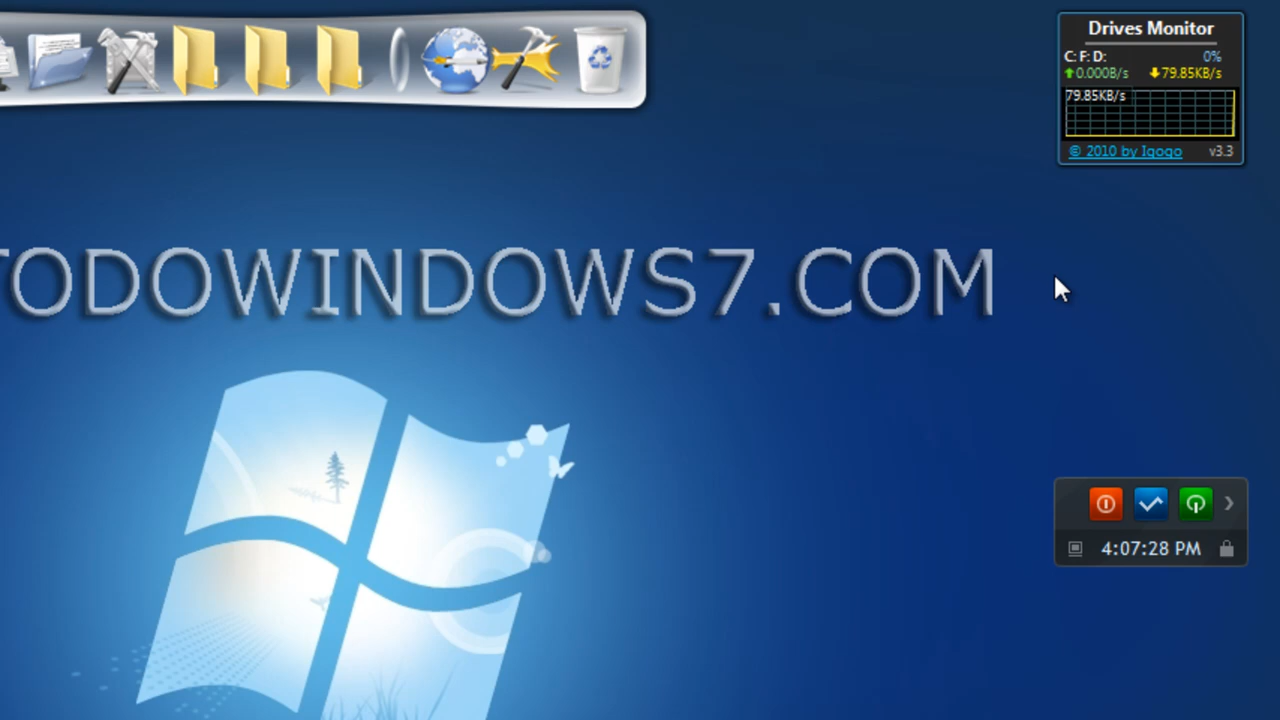 Drives Monitor
C: F: D: 0%
0.000B/s 79.85KB/s
79.85KB/s
© 2010 by Igogo v3.3
TODOWINDOWS7.COM
4:07:28 PM